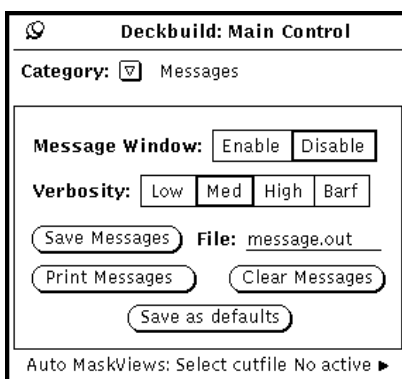 Deckbuild: Main Control
Category: Messages
Message Window: Enable Disable
Verbosity: Low Med High Barf
Save Messages File: message.out
Print Messages Clear Messages
Save as defaults
Auto MaskViews: Select cutfile No active